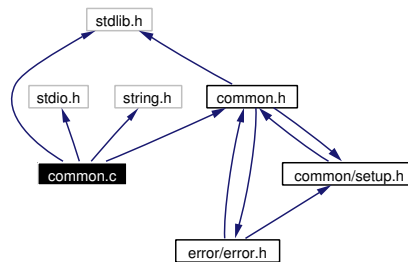 stdlib.h
stdio.h
string.h
common.h
common.c
common/setup.h
error/error.h